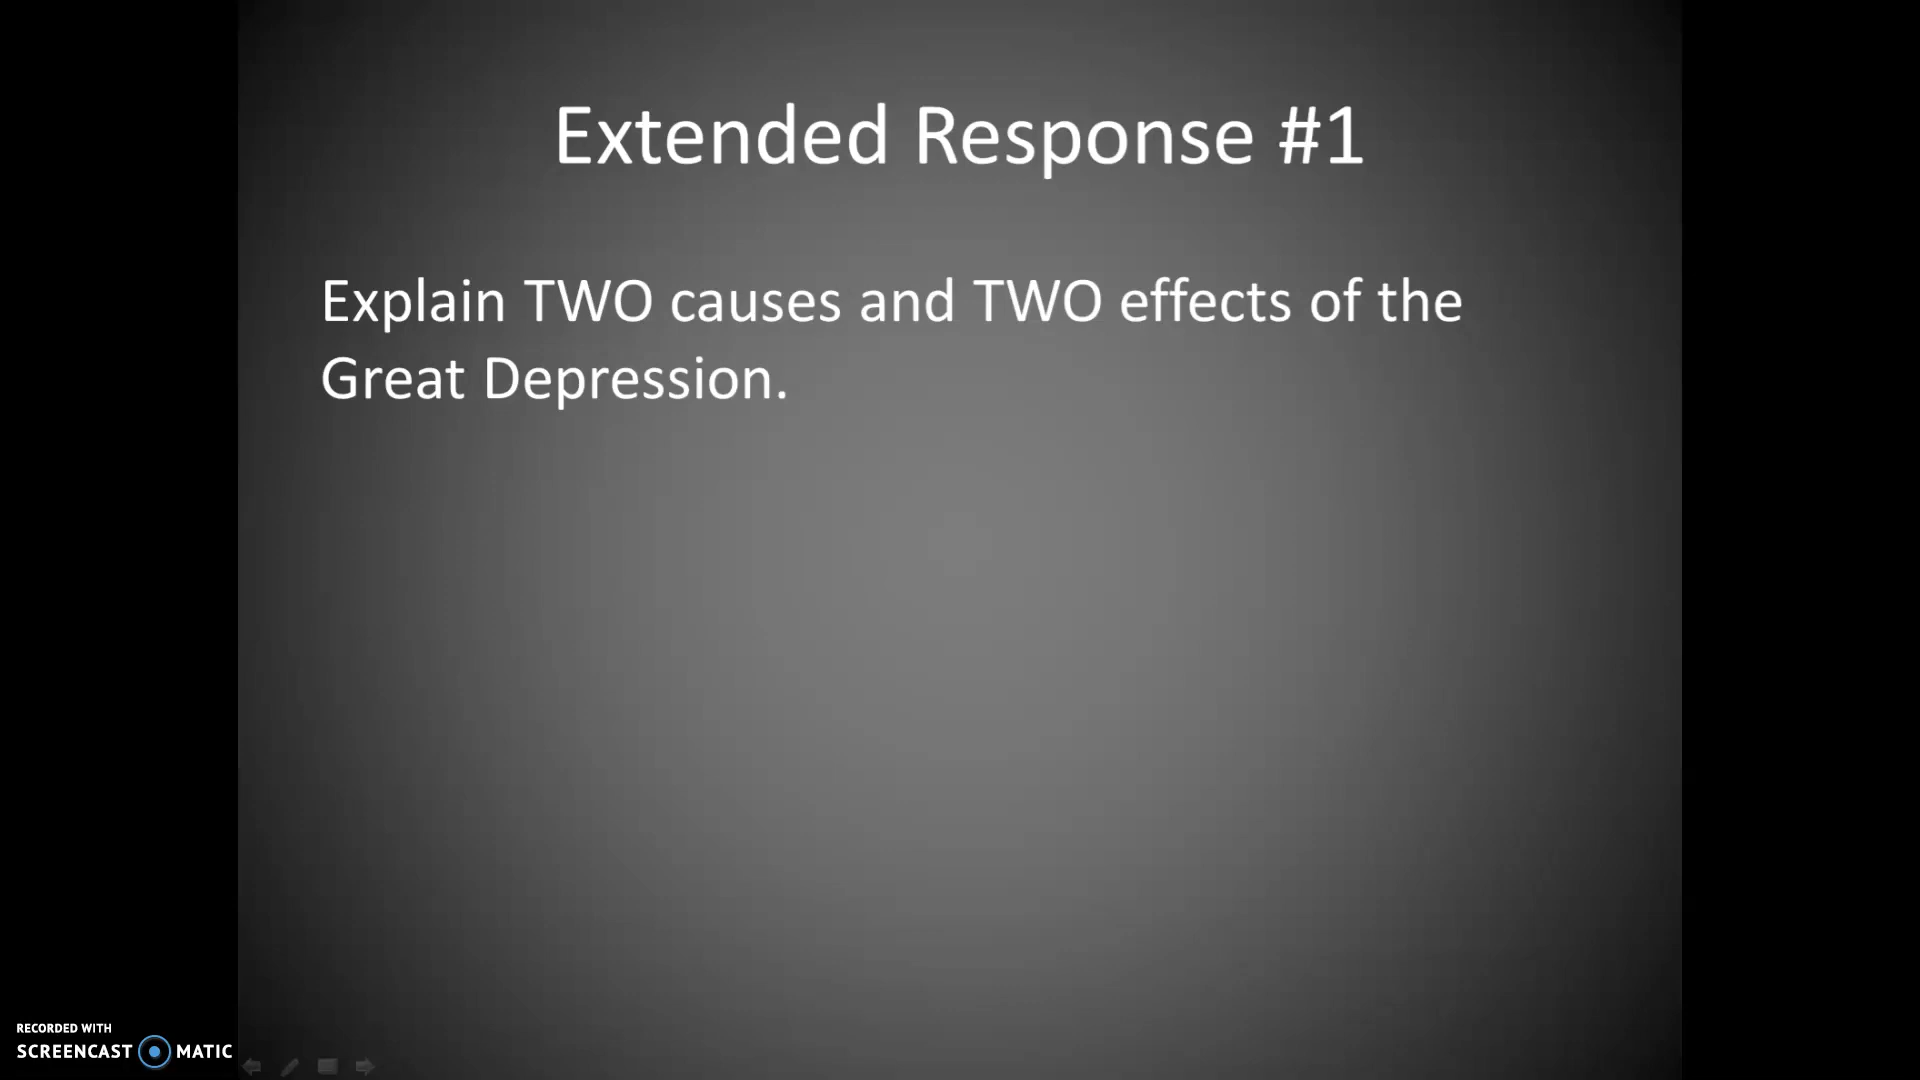 Extended Response #1
Explain TWO causes and TWO effects of the
Great Depression.
RECORDED WITH
SCREENCAST MATIC